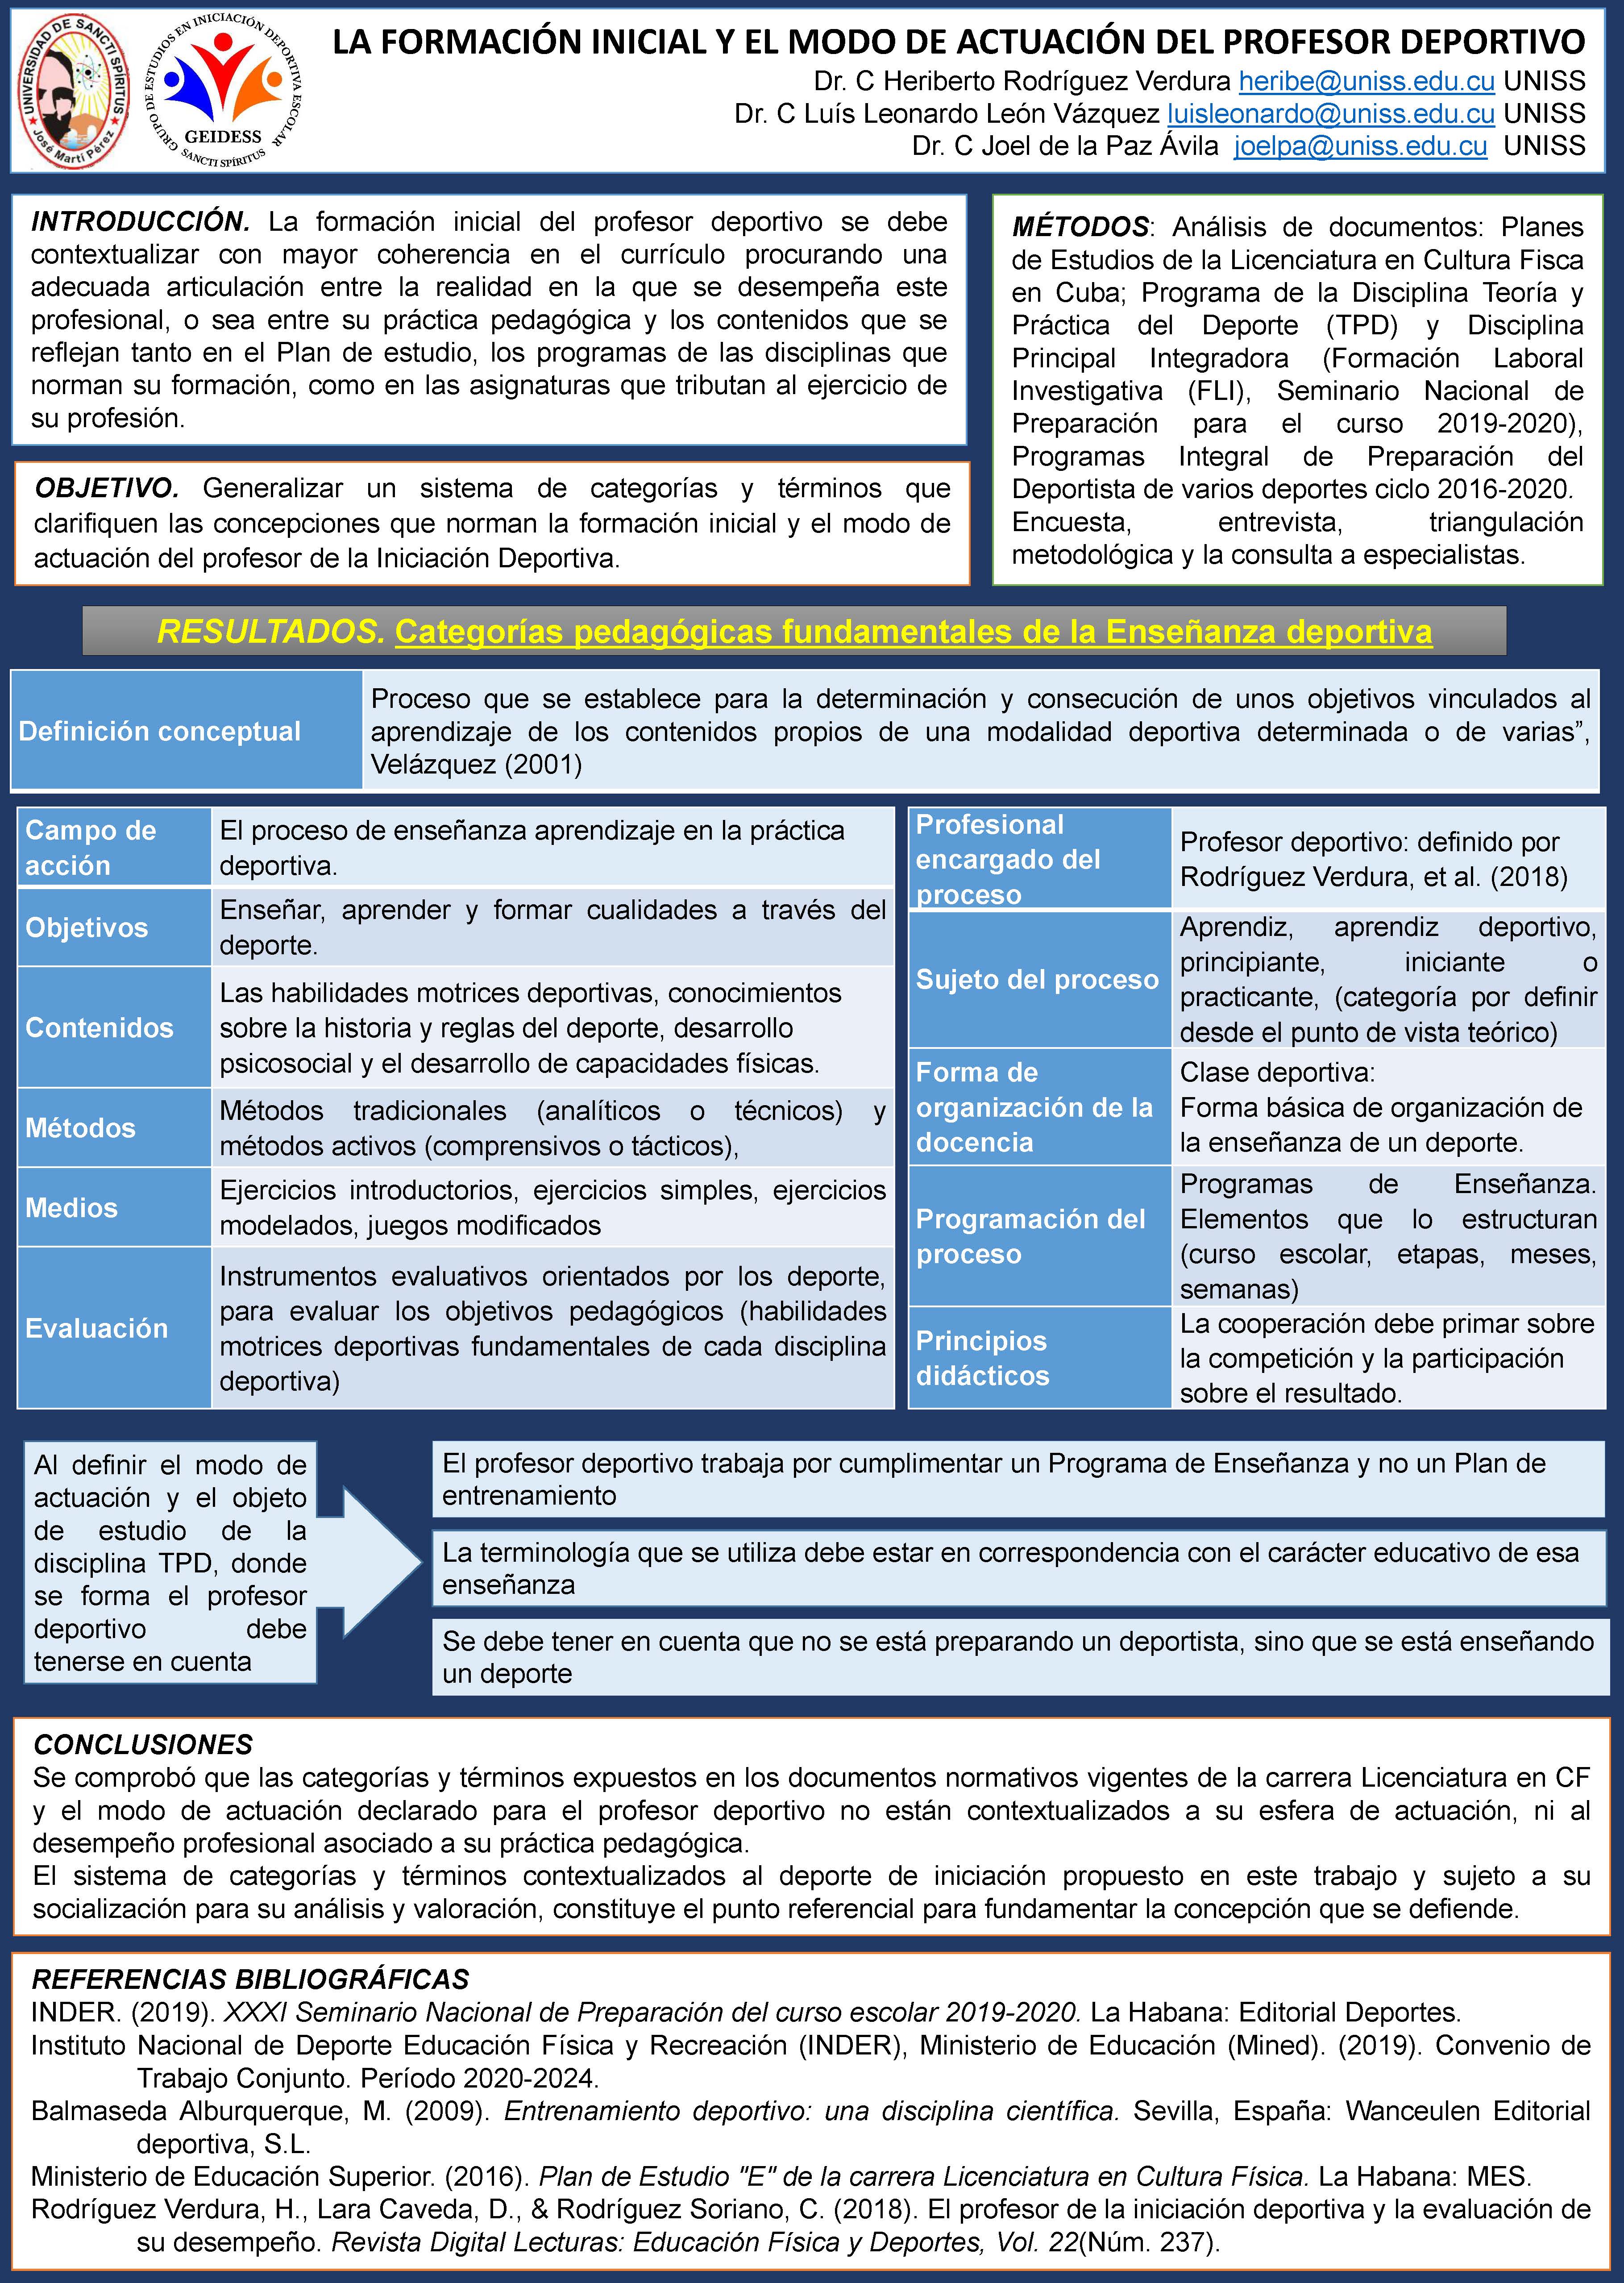 UNIVERSIDAD DE SANCTI SPÍRITUS
José Martí Pérez
GRUPO DE ESTUDIOS EN INICIACIÓN DEPORTIVA ESCOLAR
GEIDESS
SANCTI SPÍRITUS
LA FORMACIÓN INICIAL Y EL MODO DE ACTUACIÓN DEL PROFESOR DEPORTIVO
Dr. C Heriberto Rodríguez Verdura heribe@uniss.edu.cu UNISS
Dr. C Luís Leonardo León Vázquez luisleonardo@uniss.edu.cu UNISS
Dr. C Joel de la Paz Ávila joelpa@uniss.edu.cu UNISS
INTRODUCCIÓN. La formación inicial del profesor deportivo se debe
contextualizar con mayor coherencia en el currículo procurando una
adecuada articulación entre la realidad en la que se desempeña este
profesional, o sea entre su práctica pedagógica y los contenidos que se
reflejan tanto en el Plan de estudio, los programas de las disciplinas que
norman su formación, como en las asignaturas que tributan al ejercicio de
su profesión.
OBJETIVO. Generalizar un sistema de categorías y términos que
clarifiquen las concepciones que norman la formación inicial y el modo de
actuación del profesor de la Iniciación Deportiva.
MÉTODOS: Análisis de documentos: Planes
de Estudios de la Licenciatura en Cultura Fisca
en Cuba; Programa de la Disciplina Teoría y
Práctica del Deporte (TPD) y Disciplina
Principal Integradora (Formación Laboral
Investigativa (FLI), Seminario Nacional de
Preparación para el curso 2019-2020),
Programas Integral de Preparación del
Deportista de varios deportes ciclo 2016-2020.
Encuesta, entrevista, triangulación
metodológica y la consulta a especialistas.
RESULTADOS. Categorías pedagógicas fundamentales de la Enseñanza deportiva
Definición conceptual
Proceso que se establece para la determinación y consecución de unos objetivos vinculados al
aprendizaje de los contenidos propios de una modalidad deportiva determinada o de varias”,
Velázquez (2001)
Campo de
acción
El proceso de enseñanza aprendizaje en la práctica
deportiva.
Objetivos
Enseñar, aprender y formar cualidades a través del
deporte.
Contenidos
Las habilidades motrices deportivas, conocimientos
sobre la historia y reglas del deporte, desarrollo
psicosocial y el desarrollo de capacidades físicas.
Métodos
Métodos tradicionales (analíticos o técnicos) y
métodos activos (comprensivos o tácticos),
Medios
Ejercicios introductorios, ejercicios simples, ejercicios
modelados, juegos modificados
Evaluación
Instrumentos evaluativos orientados por los deporte,
para evaluar los objetivos pedagógicos (habilidades
motrices deportivas fundamentales de cada disciplina
deportiva)
Profesional
encargado del
proceso
Profesor deportivo: definido por
Rodríguez Verdura, et al. (2018)
Sujeto del proceso
Aprendiz, aprendiz deportivo,
principiante, iniciante o
practicante, (categoría por definir
desde el punto de vista teórico)
Forma de
organización de la
docencia
Clase deportiva:
Forma básica de organización de
la enseñanza de un deporte.
Programación del
proceso
Programas de Enseñanza.
Elementos que lo estructuran
(curso escolar, etapas, meses,
semanas)
Principios
didácticos
La cooperación debe primar sobre
la competición y la participación
sobre el resultado.
Al definir el modo de
actuación y el objeto
de estudio de la
disciplina TPD, donde
se forma el profesor
deportivo debe
tenerse en cuenta
El profesor deportivo trabaja por cumplimentar un Programa de Enseñanza y no un Plan de
entrenamiento
La terminología que se utiliza debe estar en correspondencia con el carácter educativo de esa
enseñanza
Se debe tener en cuenta que no se está preparando un deportista, sino que se está enseñando
un deporte
CONCLUSIONES
Se comprobó que las categorías y términos expuestos en los documentos normativos vigentes de la carrera Licenciatura en CF
y el modo de actuación declarado para el profesor deportivo no están contextualizados a su esfera de actuación, ni al
desempeño profesional asociado a su práctica pedagógica.
El sistema de categorías y términos contextualizados al deporte de iniciación propuesto en este trabajo y sujeto a su
socialización para su análisis y valoración, constituye el punto referencial para fundamentar la concepción que se defiende.
REFERENCIAS BIBLIOGRÁFICAS
INDER. (2019). XXXI Seminario Nacional de Preparación del curso escolar 2019-2020. La Habana: Editorial Deportes.
Instituto Nacional de Deporte Educación Física y Recreación (INDER), Ministerio de Educación (Mined). (2019). Convenio de
Trabajo Conjunto. Período 2020-2024.
Balmaseda Alburquerque, M. (2009). Entrenamiento deportivo: una disciplina científica. Sevilla, España: Wanceulen Editorial
deportiva, S.L.
Ministerio de Educación Superior. (2016). Plan de Estudio "E" de la carrera Licenciatura en Cultura Física. La Habana: MES.
Rodríguez Verdura, H., Lara Caveda, D., & Rodríguez Soriano, C. (2018). El profesor de la iniciación deportiva y la evaluación de
su desempeño. Revista Digital Lecturas: Educación Física y Deportes, Vol. 22(Núm. 237).